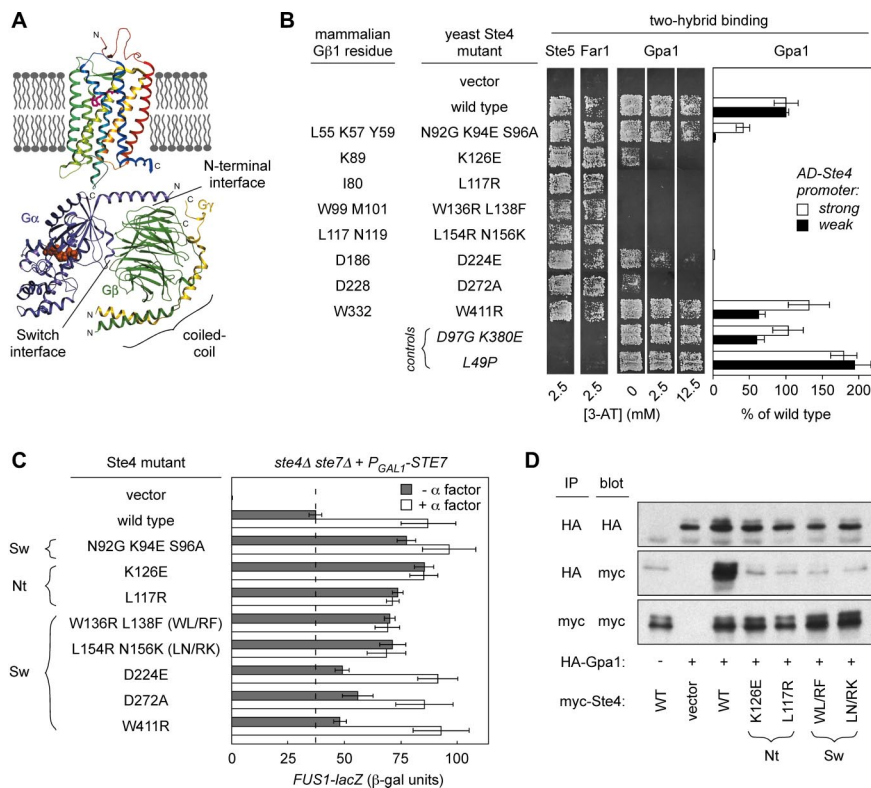 A
N
C
C
N
N-terminal
interface
C
C
Gα
Gγ
Gβ
N
N
Switch
interface
coiled-
coil
B
two-hybrid binding
mammalian
Gβ1 residue
yeast Ste4
mutant
Ste5 Far1 Gpa1 Gpa1
vector
wild type
L55 K57 Y59 N92G K94E S96A
K89 K126E
I80 L117R
W99 M101 W136R L138F
L117 N119 L154R N156K
D186 D224E
D228 D272A
W332 W411R
controls
D97G K380E
L49P
AD-Ste4
promoter:
strong
weak
2.5 2.5 0 2.5 12.5
[3-AT] (mM)
0 50 100 150 200
% of wild type
C
Ste4 mutant
ste4Δ ste7Δ + PGAL1-STE7
- α factor
+ α factor
vector
wild type
Sw N92G K94E S96A
Nt
K126E
L117R
Sw
W136R L138F (WL/RF)
L154R N156K (LN/RK)
D224E
D272A
W411R
0 25 50 75 100
FUS1-lacZ (β-gal units)
D
IP blot
HA HA
HA myc
myc myc
HA-Gpa1: - + + + + + +
myc-Ste4: WT vector WT K126E L117R WL/RF LN/RK
Nt Sw